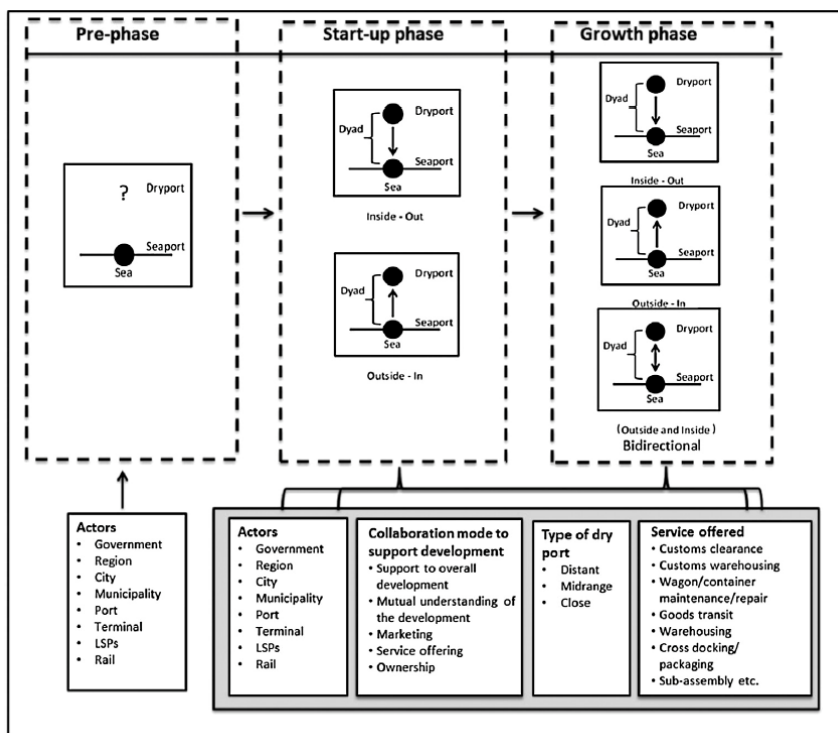 Pre-phase
Start-up phase
Growth phase
?
Dryport
Seaport
Sea
Dyad
Dryport
Seaport
Sea
Inside - Out
Dyad
Dryport
Seaport
Sea
Outside - In
Dyad
Dryport
Seaport
Sea
Inside - Out
Dyad
Dryport
Seaport
Sea
Outside - In
Dyad
Dryport
Seaport
Sea
(Outside and Inside)
Bidirectional
Actors
• Government
• Region
• City
• Municipality
• Port
• Terminal
• LSPs
• Rail
Actors
• Government
• Region
• City
• Municipality
• Port
• Terminal
• LSPs
• Rail
Collaboration mode to
support development
• Support to overall
development
• Mutual understanding of
the development
• Marketing
• Service offering
• Ownership
Type of dry
port
• Distant
• Midrange
• Close
Service offered
• Customs clearance
• Customs warehousing
• Wagon/container
maintenance/repair
• Goods transit
• Warehousing
• Cross docking/
packaging
• Sub-assembly etc.